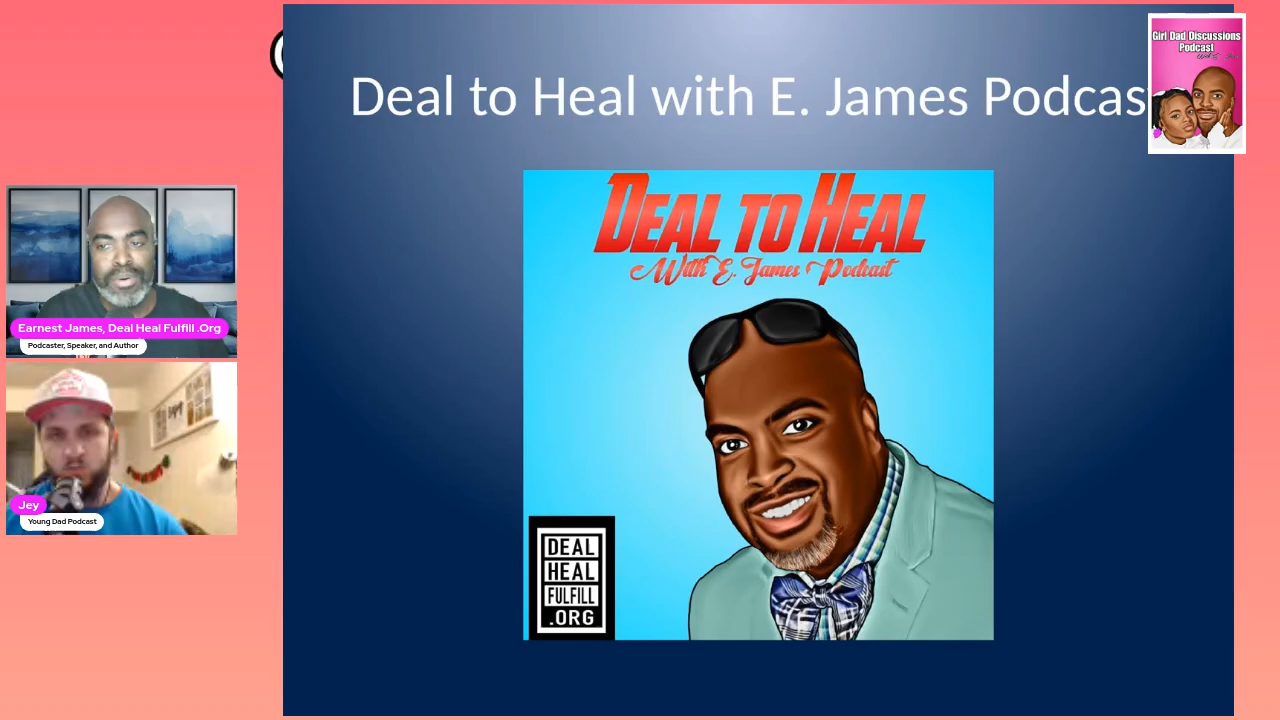 Deal to Heal with E. James Podcas
Girl Dad Discussions
Podcast
DEAL TO HEAL
With E. James Podcast
Earnest James, Deal Heal Fulfill .Org
Podcaster, Speaker, and Author
Jey
Young Dad Podcast
DEAL
HEAL
FULFILL
.ORG